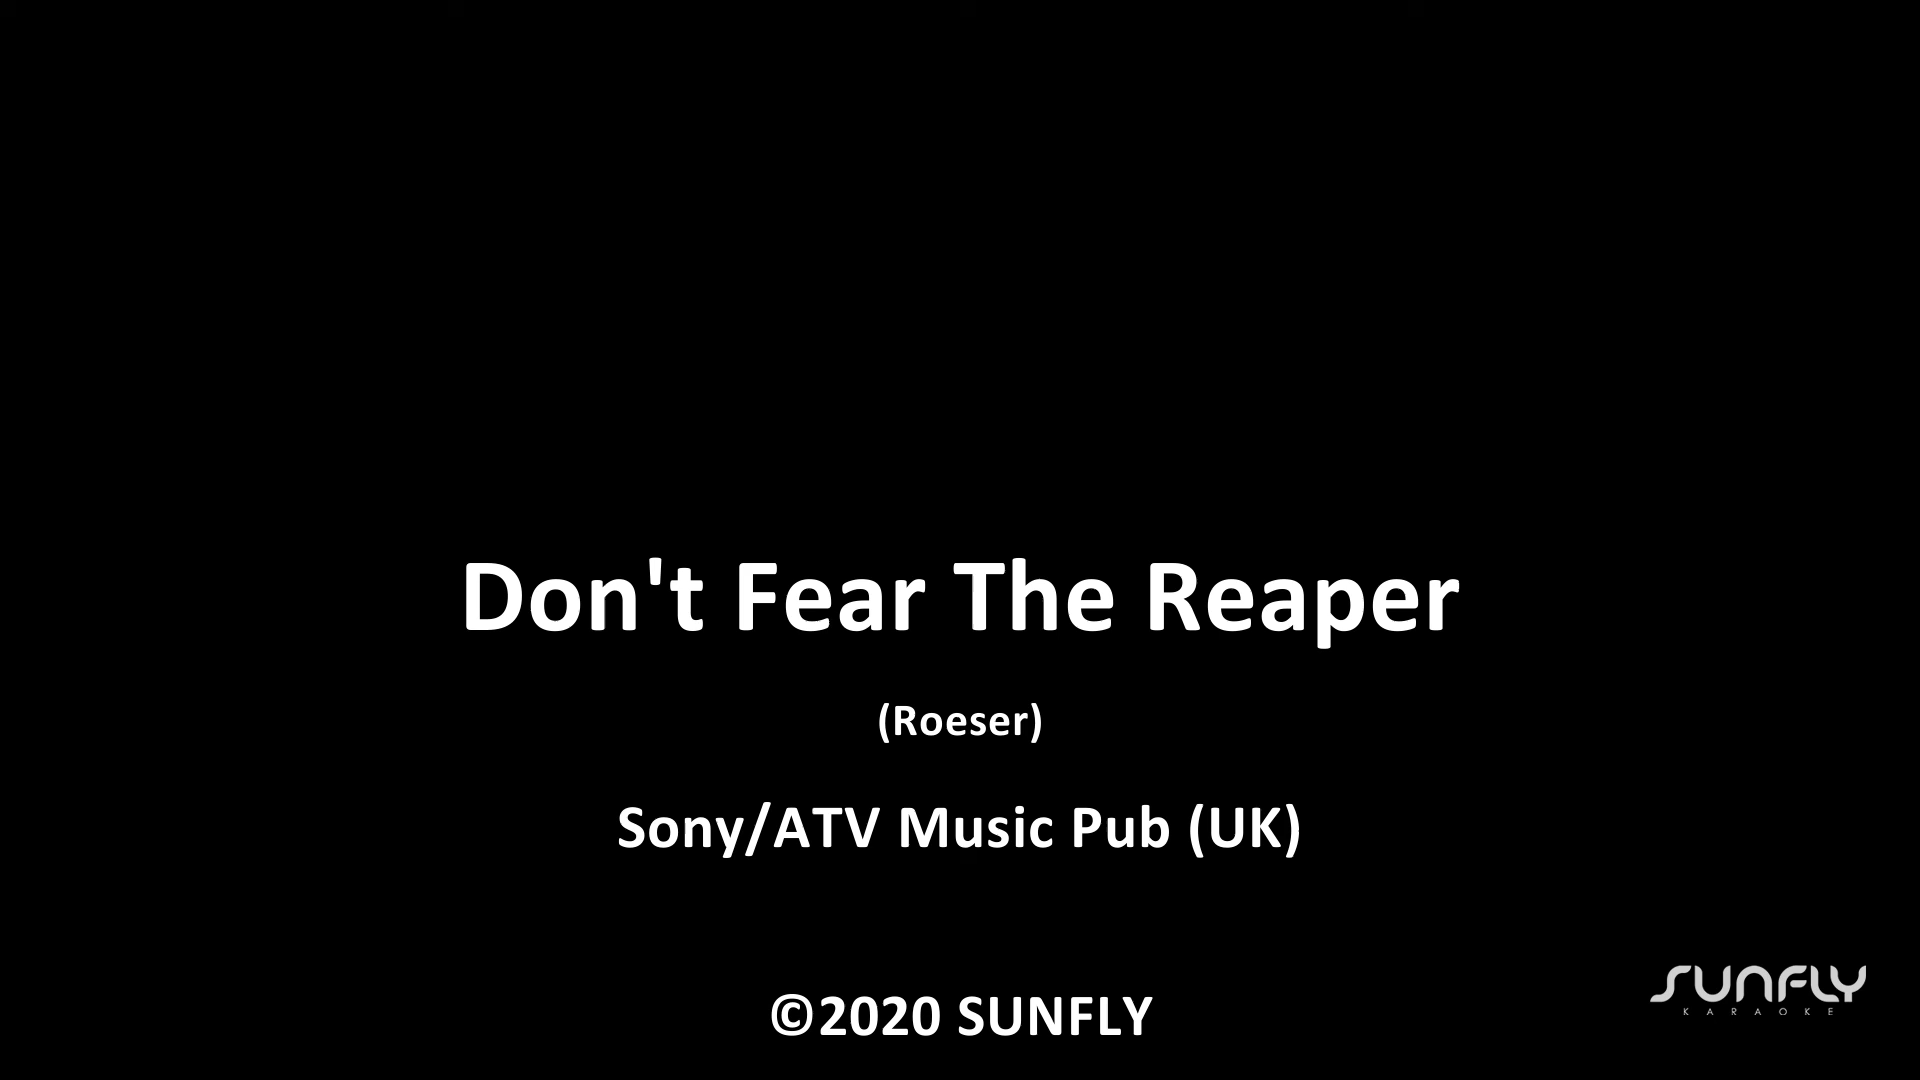 Don't Fear The Reaper
(Roeser)
Sony/ATV Music Pub (UK)
SUNFLY
KARAOKE
©2020 SUNFLY